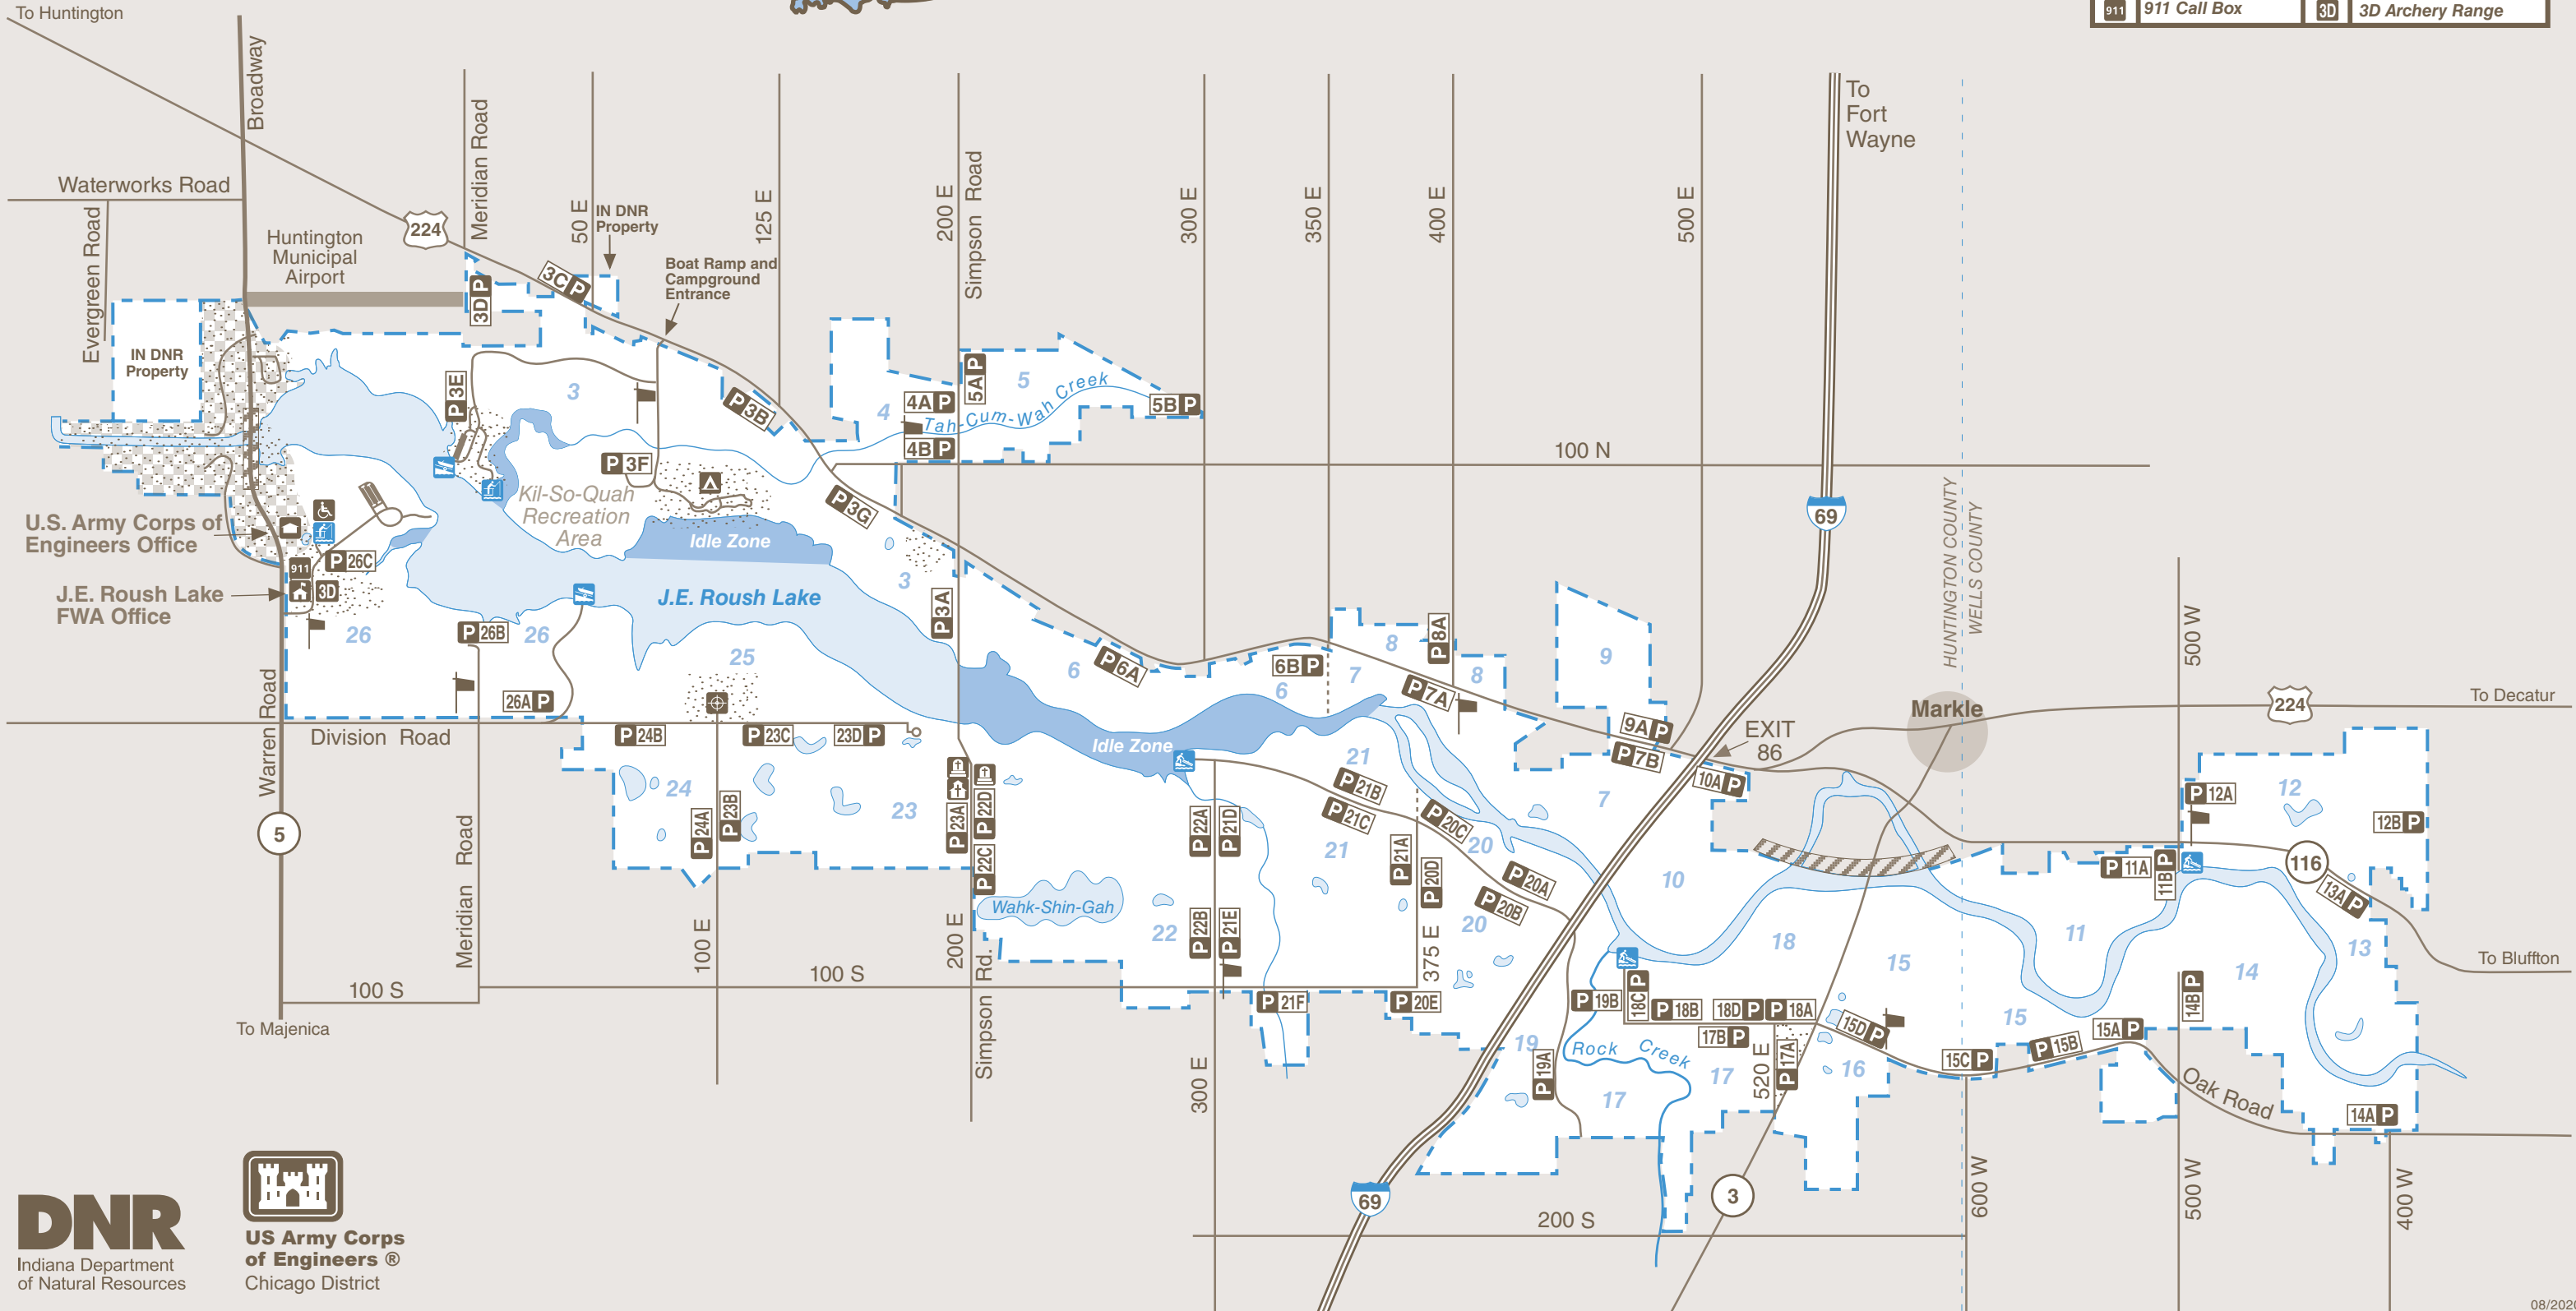 To Huntington
911 911 Call Box 3D 3D Archery Range
Broadway
Meridian Road
50 E
125 E
200 E
Simpson Road
300 E
350 E
400 E
500 E
To
Fort
Wayne
Waterworks Road
Evergreen Road
224
IN DNR
Property
Huntington
Municipal
Airport
Boat Ramp and
Campground
Entrance
3C P
3D P
IN DNR
Property
3
P 3E
P 3B
4
4A P
4B P
5A P
5
Tah-Cum-Wah Creek
5B P
100 N
P 3F
P 3G
Kil-So-Quah
Recreation
Area
Idle Zone
69
HUNTINGTON COUNTY
WELLS COUNTY
U.S. Army Corps of
Engineers Office
P 26C
911
3D
J.E. Roush Lake
FWA Office
J.E. Roush Lake
3
P 3A
26
P 26B
26
25
26A P
6
P 6A
6B P
6
7
8
P 8A
8
P 7A
9
9A P
P 7B
EXIT
86
10A P
Markle
500 W
224
To Decatur
Warren Road
Division Road
P 24B
P 23C
23D P
Idle Zone
21
7
24
P 24A
P 23B
23
P 23A
P 22D
P 22C
P 22A
P 21D
P 21B
P 21C
21
P 21A
P 20C
20
P 20D
P 20A
P 20B
20
10
12
P 12A
12B P
5
116
P 11A
11B P
13A P
11
13
14
14B P
To Bluffton
Meridian Road
100 E
200 E
Simpson Rd.
Wahk-Shin-Gah
22
P 22B
P 21E
375 E
100 S
100 S
To Majenica
P 21F
P 20E
18
15
P 19B
18C P
P 18B
18D P
P 18A
17B P
15D P
15
19
P 19A
Rock Creek
17
17
520 E
P 17A
16
15C P
P 15B
15A P
Oak Road
14A P
300 E
69
3
200 S
600 W
500 W
400 W
DNR
Indiana Department
of Natural Resources
US Army Corps
of Engineers ®
Chicago District